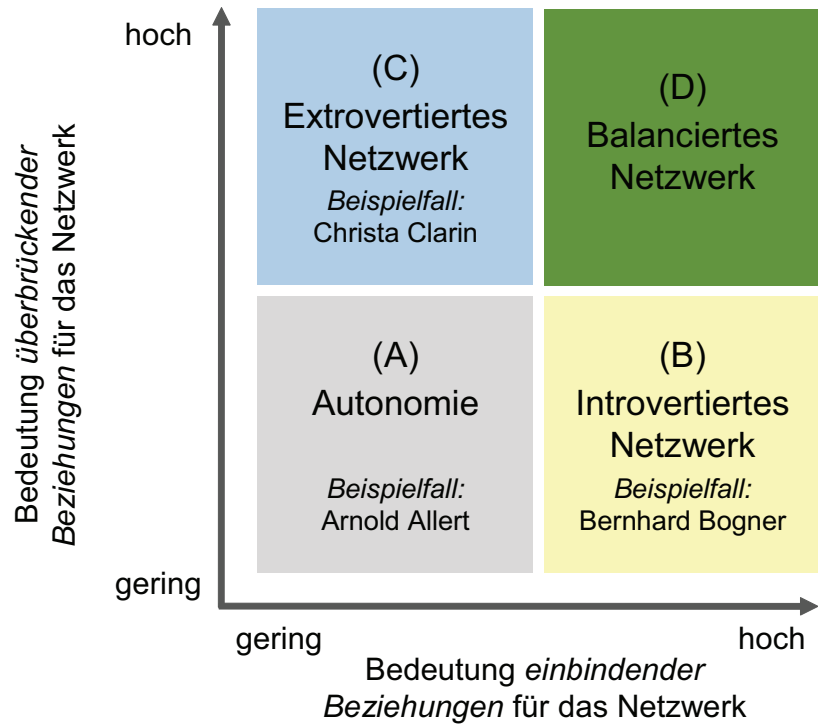 hoch
Bedeutung überbrückender
Beziehungen für das Netzwerk
gering
(C)
Extrovertiertes
Netzwerk
Beispielfall:
Christa Clarin
(D)
Balanciertes
Netzwerk
(A)
Autonomie
Beispielfall:
Arnold Allert
(B)
Introvertiertes
Netzwerk
Beispielfall:
Bernhard Bogner
gering
hoch
Bedeutung einbindender
Beziehungen für das Netzwerk